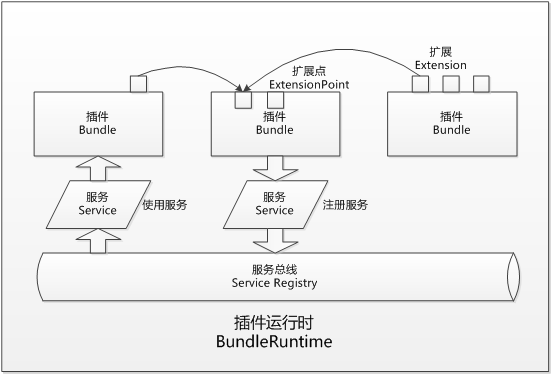 扩展
Extension
扩展点
ExtensionPoint
插件
Bundle
插件
Bundle
插件
Bundle
服务
Service
使用服务
服务
Service
注册服务
服务总线
Service Registry
插件运行时
BundleRuntime